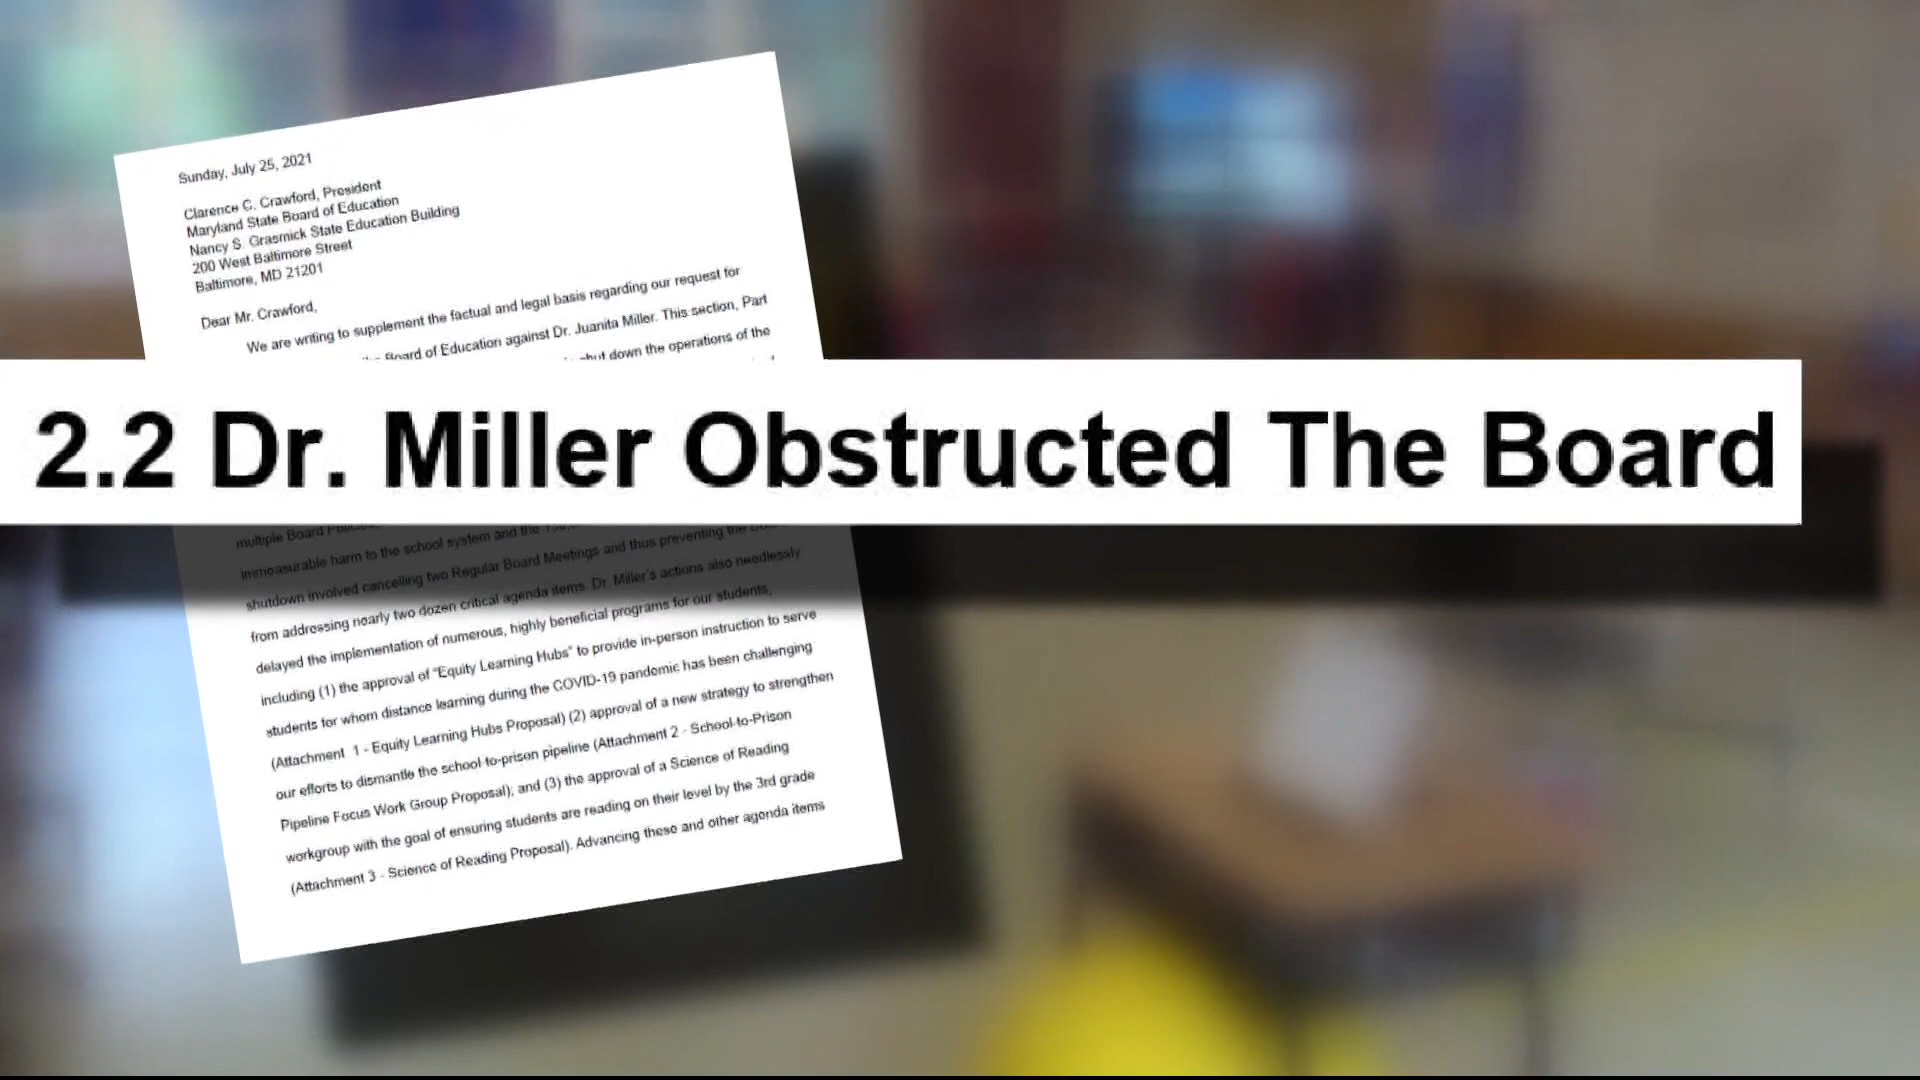 Sunday, July 25, 2021
Clarence C. Crawford, President
Maryland State Board of Education
Nancy S. Grasmick State Education Building
200 West Baltimore Street
Baltimore, MD 21201
Dear Mr. Crawford,
We are writing to supplement the factual and legal basis regarding our request for
Board of Education against Dr. Juanita Miller. This section, Part
shut down the operations of the
2.2 Dr. Miller Obstructed The Board
multiple Board
immeasurable harm to the school system and the
shutdown involved cancelling two Regular Board Meetings and thus preventing the
from addressing nearly two dozen critical agenda items. Dr. Miller's actions also needlessly
delayed the implementation of numerous, highly beneficial programs for our students,
including (1) the approval of "Equity Learning Hubs" to provide in-person instruction to serve
students for whom distance learning during the COVID-19 pandemic has been challenging
(Attachment 1 - Equity Learning Hubs Proposal) (2) approval of a new strategy to strengthen
our efforts to dismantle the school-to-prison pipeline (Attachment 2 - School-to-Prison
Pipeline Focus Work Group Proposal); and (3) the approval of a Science of Reading
workgroup with the goal of ensuring students are reading on their level by the 3rd grade
(Attachment 3 - Science of Reading Proposal). Advancing these and other agenda items